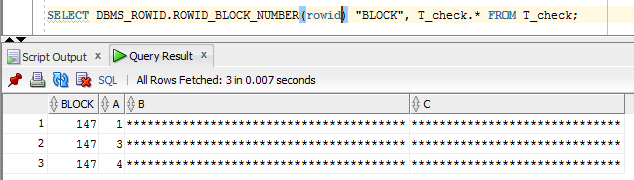 SELECT DBMS_ROWID.ROWID_BLOCK_NUMBER(rowid) "BLOCK", T_check.* FROM T_check;
Script Output x Query Result x
SQL | All Rows Fetched: 3 in 0.007 seconds
BLOCK A B C
1 147 1 **************************************** ******************************
2 147 3 **************************************** ******************************
3 147 4 **************************************** ******************************